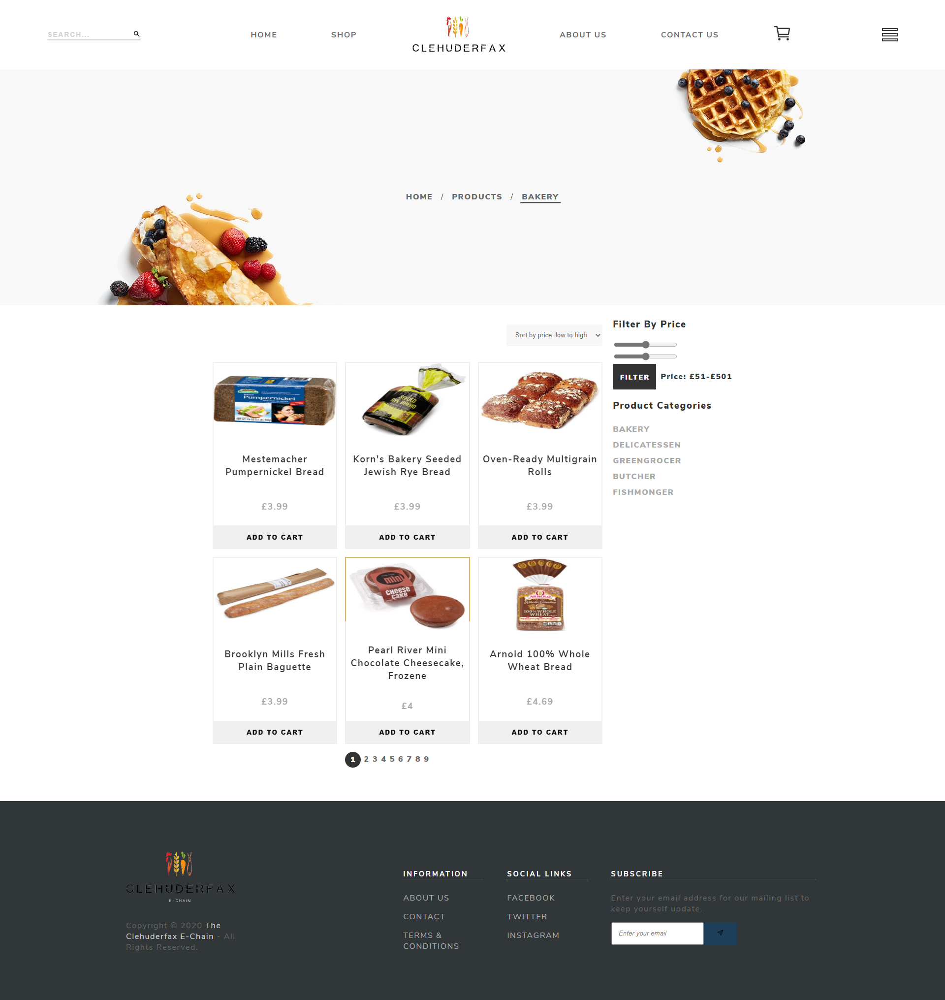 SEARCH...
HOME
SHOP
CLEHUDERFAX
ABOUT US
CONTACT US
HOME / PRODUCTS / BAKERY
Sort by price: low to high
Filter By Price
FILTER
Price: £51-£501
Product Categories
BAKERY
DELICATESSEN
GREENGROCER
BUTCHER
FISHMONGER
Pumpernickel
SEEDED
RYE BREAD
Mestemacher
Pumpernickel Bread
£3.99
ADD TO CART
Korn's Bakery Seeded
Jewish Rye Bread
£3.99
ADD TO CART
Oven-Ready Multigrain
Rolls
£3.99
ADD TO CART
mini
CHEESE
CAKE
ARNOLD
Whole Grains
100% WHOLE
WHEAT
Brooklyn Mills Fresh
Plain Baguette
£3.99
ADD TO CART
Pearl River Mini
Chocolate Cheesecake,
Frozene
£4
ADD TO CART
Arnold 100% Whole
Wheat Bread
£4.69
ADD TO CART
1 2 3 4 5 6 7 8 9
CLEHUDERFAX
E-CHAIN
Copyright © 2020 The
Clehuderfax E-Chain - All
Rights Reserved.
INFORMATION
ABOUT US
CONTACT
TERMS &
CONDITIONS
SOCIAL LINKS
FACEBOOK
TWITTER
INSTAGRAM
SUBSCRIBE
Enter your email address for our mailing list to
keep yourself update.
Enter your email